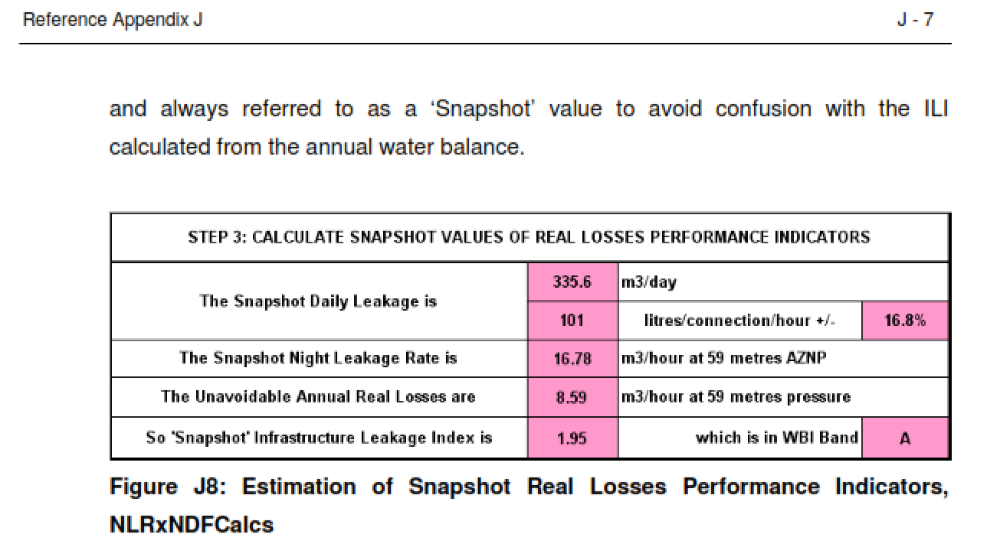 Reference Appendix J J - 7
and always referred to as a ‘Snapshot’ value to avoid confusion with the ILI
calculated from the annual water balance.
STEP 3: CALCULATE SNAPSHOT VALUES OF REAL LOSSES PERFORMANCE INDICATORS
The Snapshot Daily Leakage is
335.6 m3/day
101 litres/connection/hour +/- 16.8%
The Snapshot Night Leakage Rate is 16.78 m3/hour at 59 metres AZNP
The Unavoidable Annual Real Losses are 8.59 m3/hour at 59 metres pressure
So 'Snapshot' Infrastructure Leakage Index is 1.95 which is in WBI Band A
Figure J8: Estimation of Snapshot Real Losses Performance Indicators,
NLRxNDFCalcs